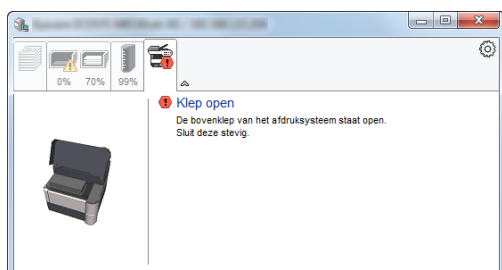 0%
70%
99%
Klep open
De bovenklep van het afdruksysteem staat open.
Sluit deze stevig.